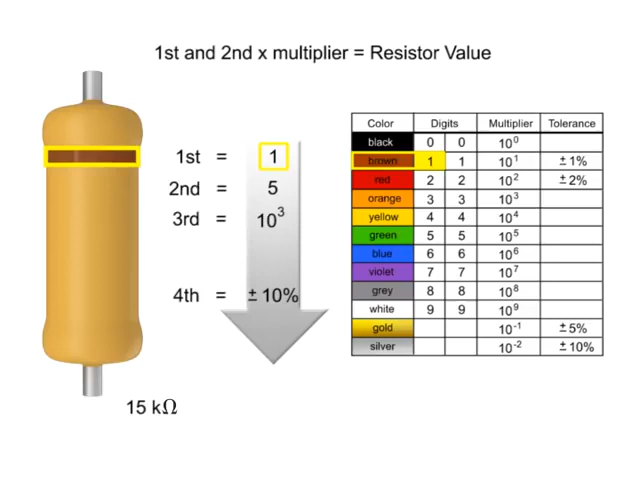 1st and 2nd x multiplier = Resistor Value
1st = 1
2nd = 5
3rd = 10³
4th = ± 10%
15 kΩ
Color Digits Multiplier Tolerance
black 0 0 10⁰
brown 1 1 10¹ ± 1%
red 2 2 10² ± 2%
orange 3 3 10³
yellow 4 4 10⁴
green 5 5 10⁵
blue 6 6 10⁶
violet 7 7 10⁷
grey 8 8 10⁸
white 9 9 10⁹
gold 10⁻¹ ± 5%
silver 10⁻² ± 10%